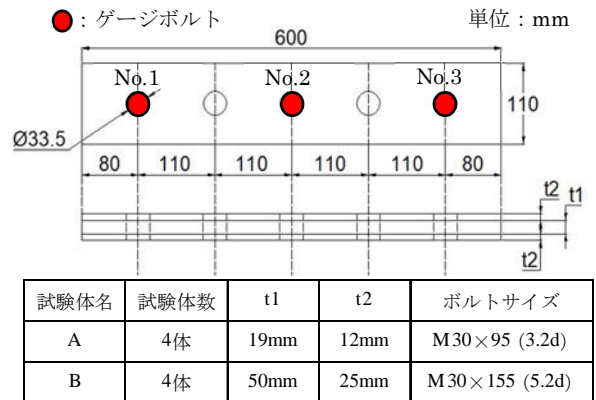 ●：ゲージボルト 単位：mm
600
No.1 No.2 No.3
110
Ø33.5
80 110 110 110 110 80
t2 t1
t2
試験体名 試験体数 t1 t2 ボルトサイズ
A 4体 19mm 12mm M30×95 (3.2d)
B 4体 50mm 25mm M30×155 (5.2d)